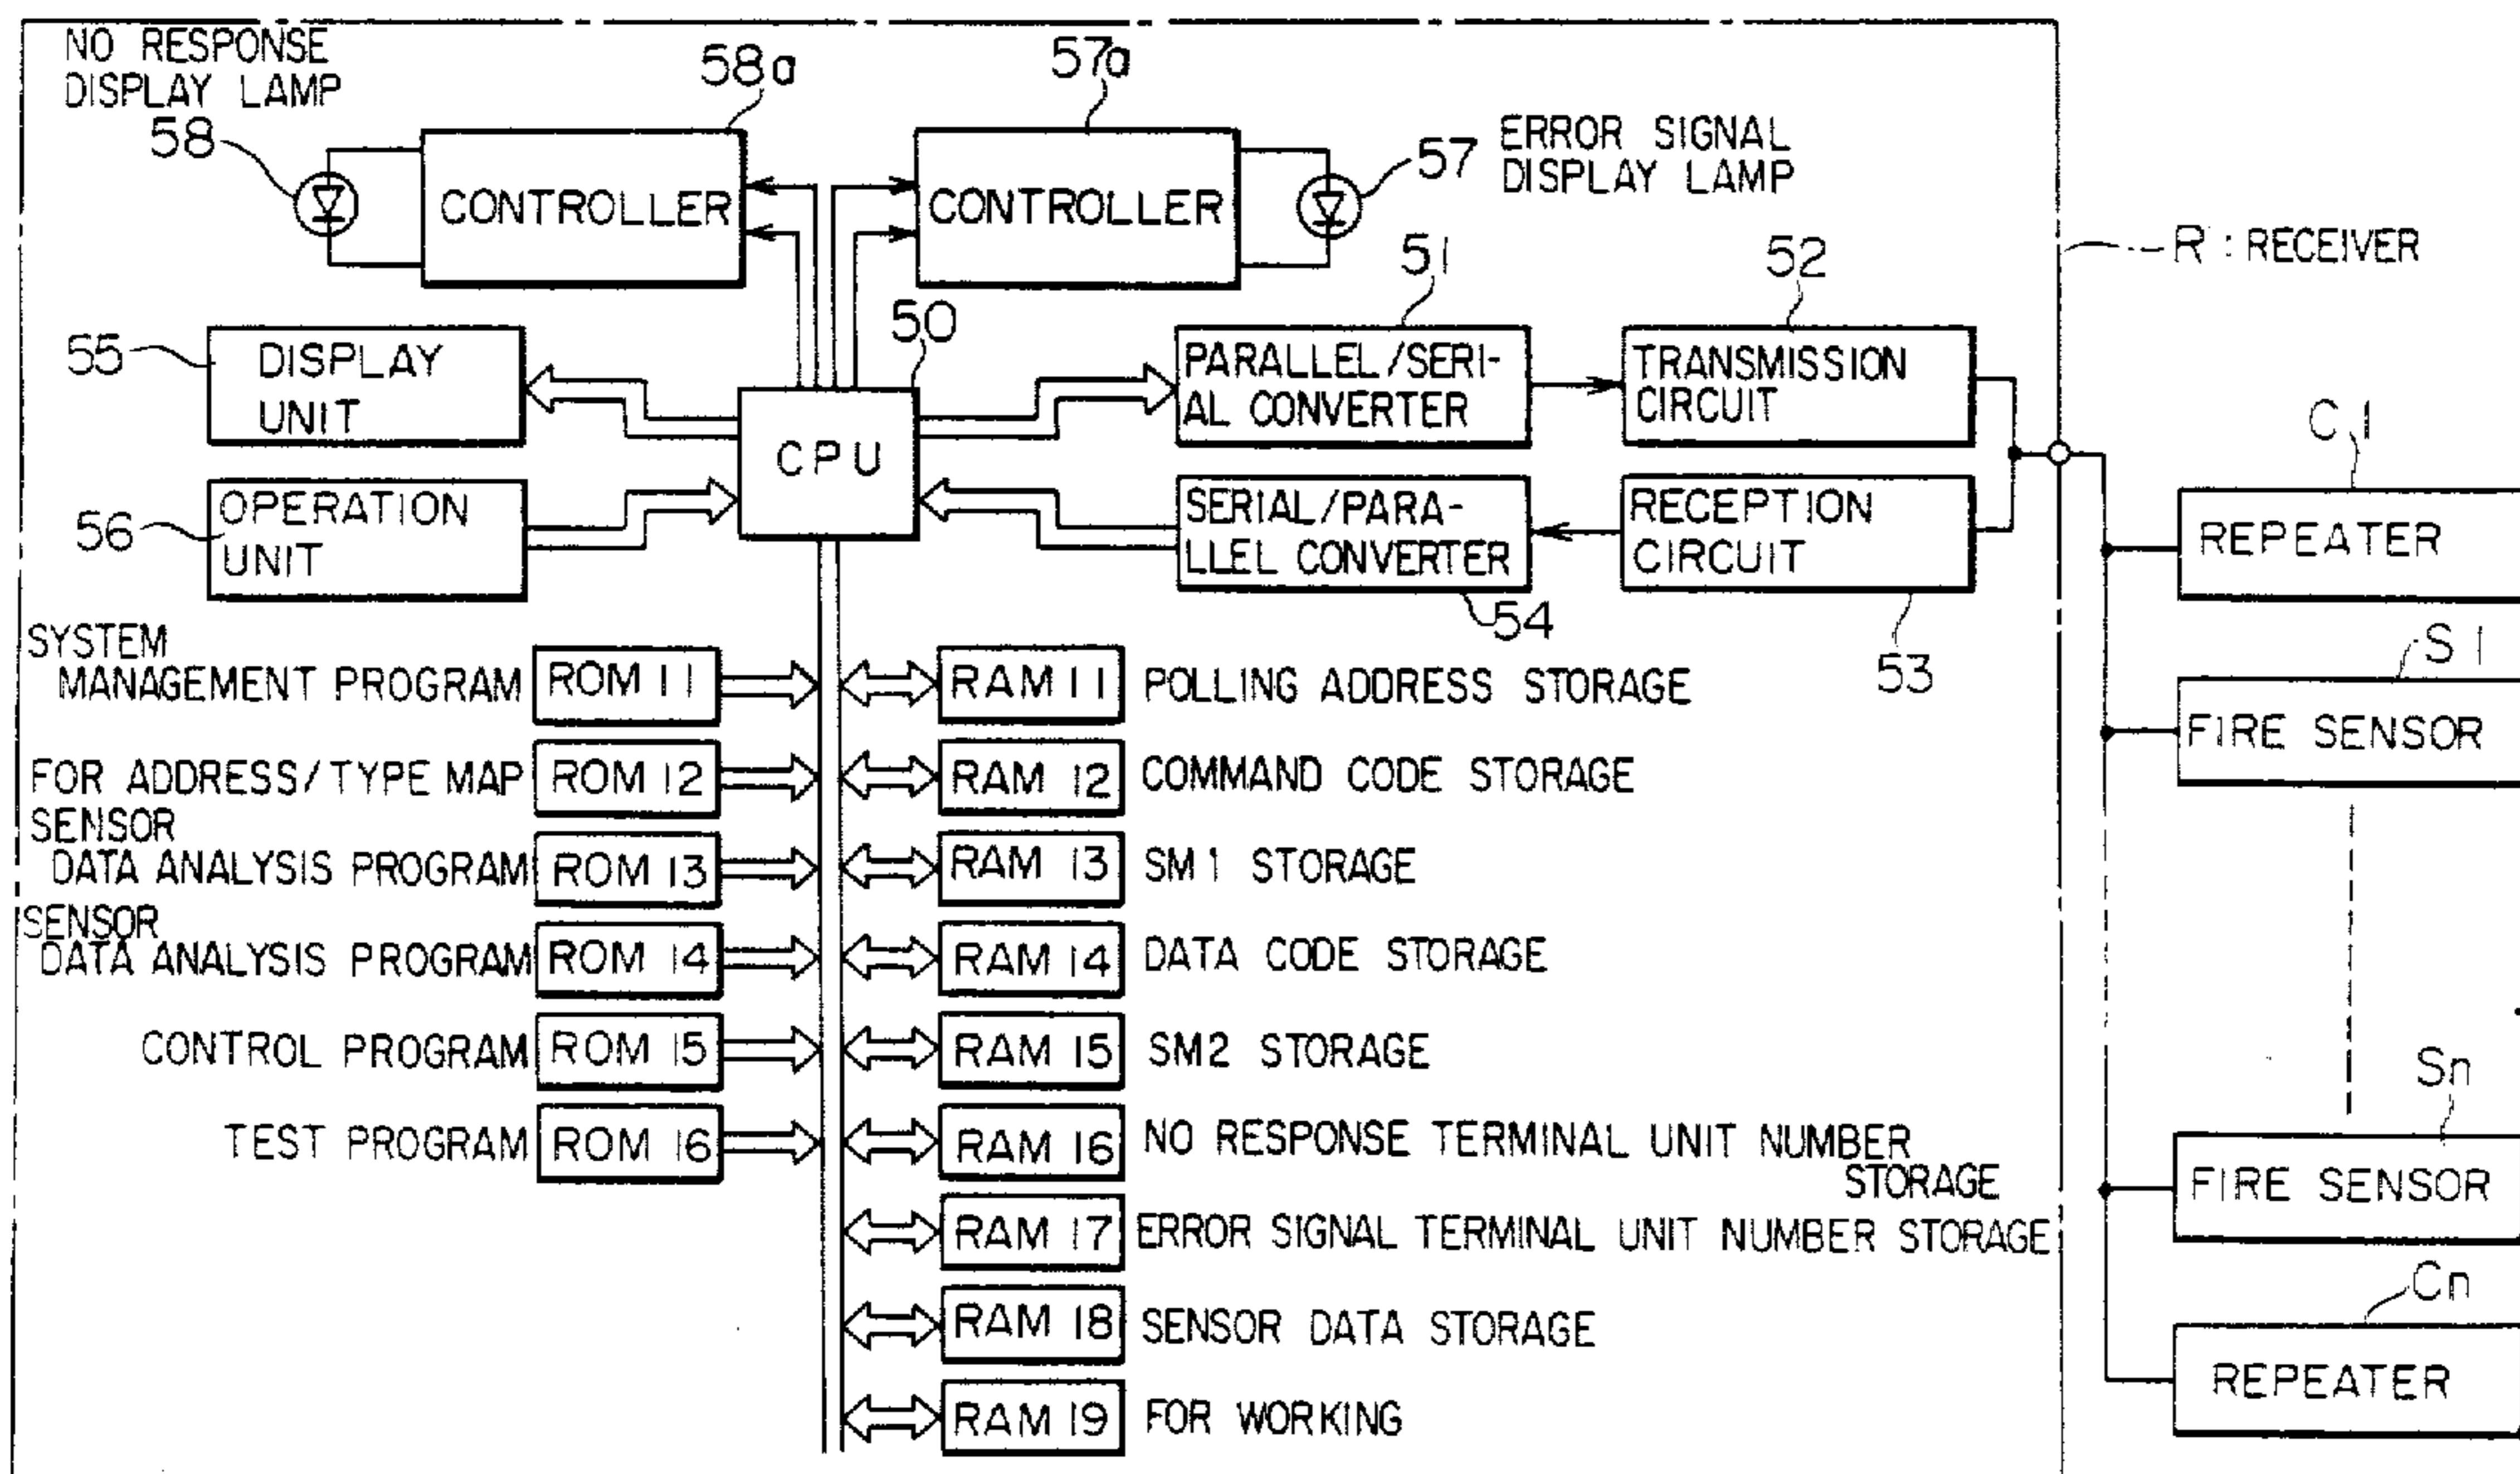 NO RESPONSE
DISPLAY LAMP
58
58a
57a
57
ERROR SIGNAL
DISPLAY LAMP
CONTROLLER
CONTROLLER
R : RECEIVER
51
52
50
55
DISPLAY
UNIT
PARALLEL/SERI-
AL CONVERTER
TRANSMISSION
CIRCUIT
CPU
56
OPERATION
UNIT
SERIAL/PARA-
LLEL CONVERTER
RECEPTION
CIRCUIT
54
53
C1
REPEATER
S1
FIRE SENSOR
SYSTEM
MANAGEMENT PROGRAM
ROM 11
RAM 11
POLLING ADDRESS STORAGE
FOR ADDRESS/TYPE MAP
ROM 12
RAM 12
COMMAND CODE STORAGE
SENSOR
DATA ANALYSIS PROGRAM
ROM 13
RAM 13
SM1 STORAGE
SENSOR
DATA ANALYSIS PROGRAM
ROM 14
RAM 14
DATA CODE STORAGE
CONTROL PROGRAM
ROM 15
RAM 15
SM2 STORAGE
TEST PROGRAM
ROM 16
RAM 16
NO RESPONSE TERMINAL UNIT NUMBER
STORAGE
RAM 17
ERROR SIGNAL TERMINAL UNIT NUMBER STORAGE
RAM 18
SENSOR DATA STORAGE
RAM 19
FOR WORKING
Sn
FIRE SENSOR
Cn
REPEATER